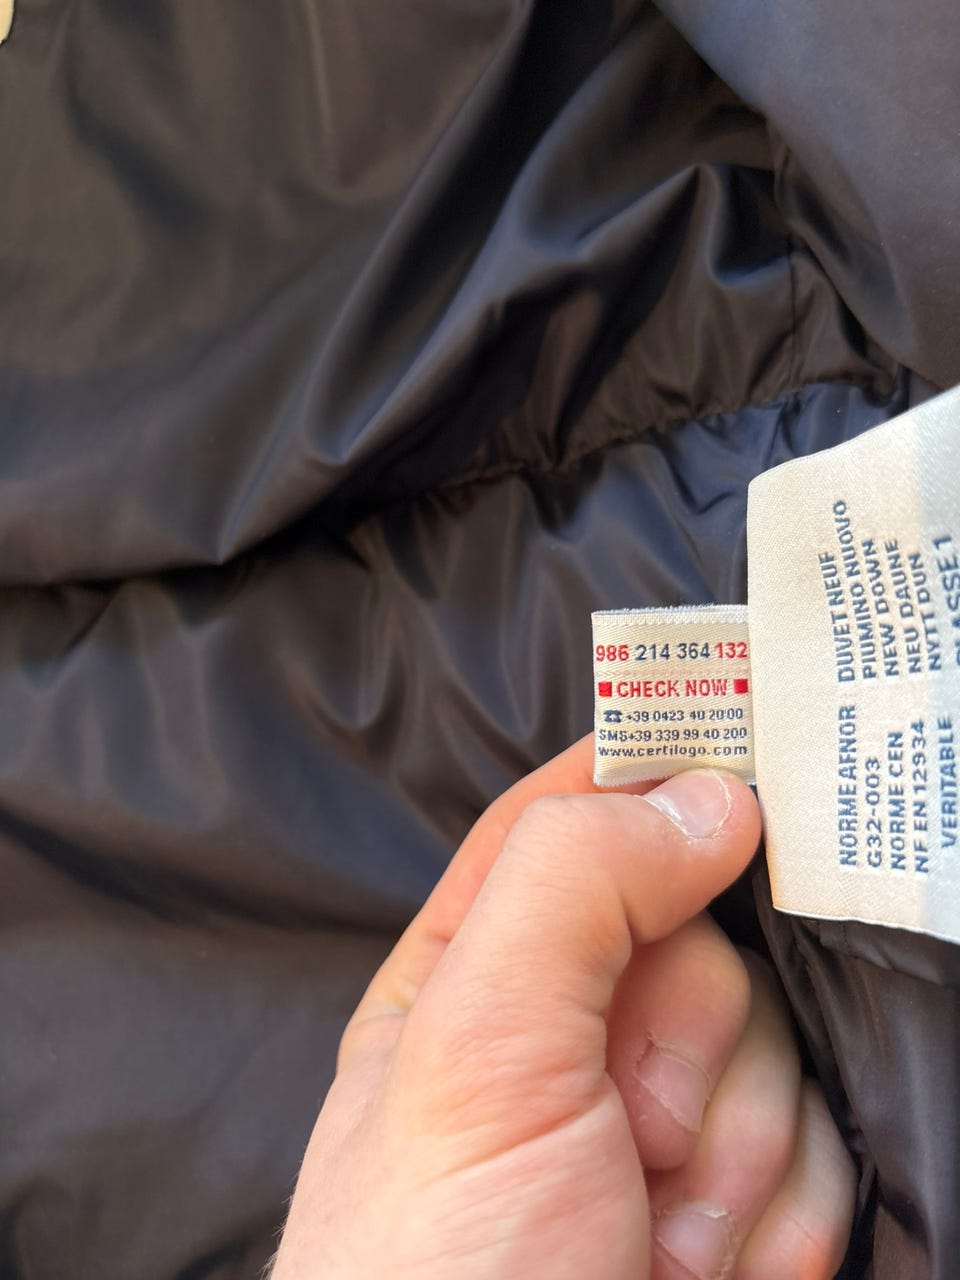 986 214 364 132
CHECK NOW
☎ +39 0423 40 20 00
SMS+39 339 99 40 200
www.certilogo.com
NORME AFNOR : DUVET NEUF
G32-003 PIUMINO NUOVO
NORME CEN NEW DOWN
NF EN 12934 NEU DAUNE
NYTT DUN
VERITABLE